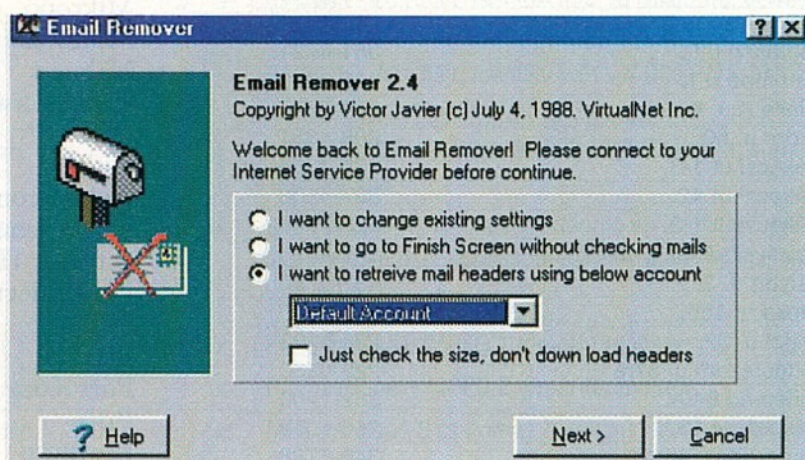 Email Remover
Email Remover 2.4
Copyright by Victor Javier (c) July 4, 1988. VirtualNet Inc.
Welcome back to Email Remover! Please connect to your
Internet Service Provider before continue.
I want to change existing settings
I want to go to Finish Screen without checking mails
I want to retreive mail headers using below account
Default Account
Just check the size, don't down load headers
? Help
Next >
Cancel